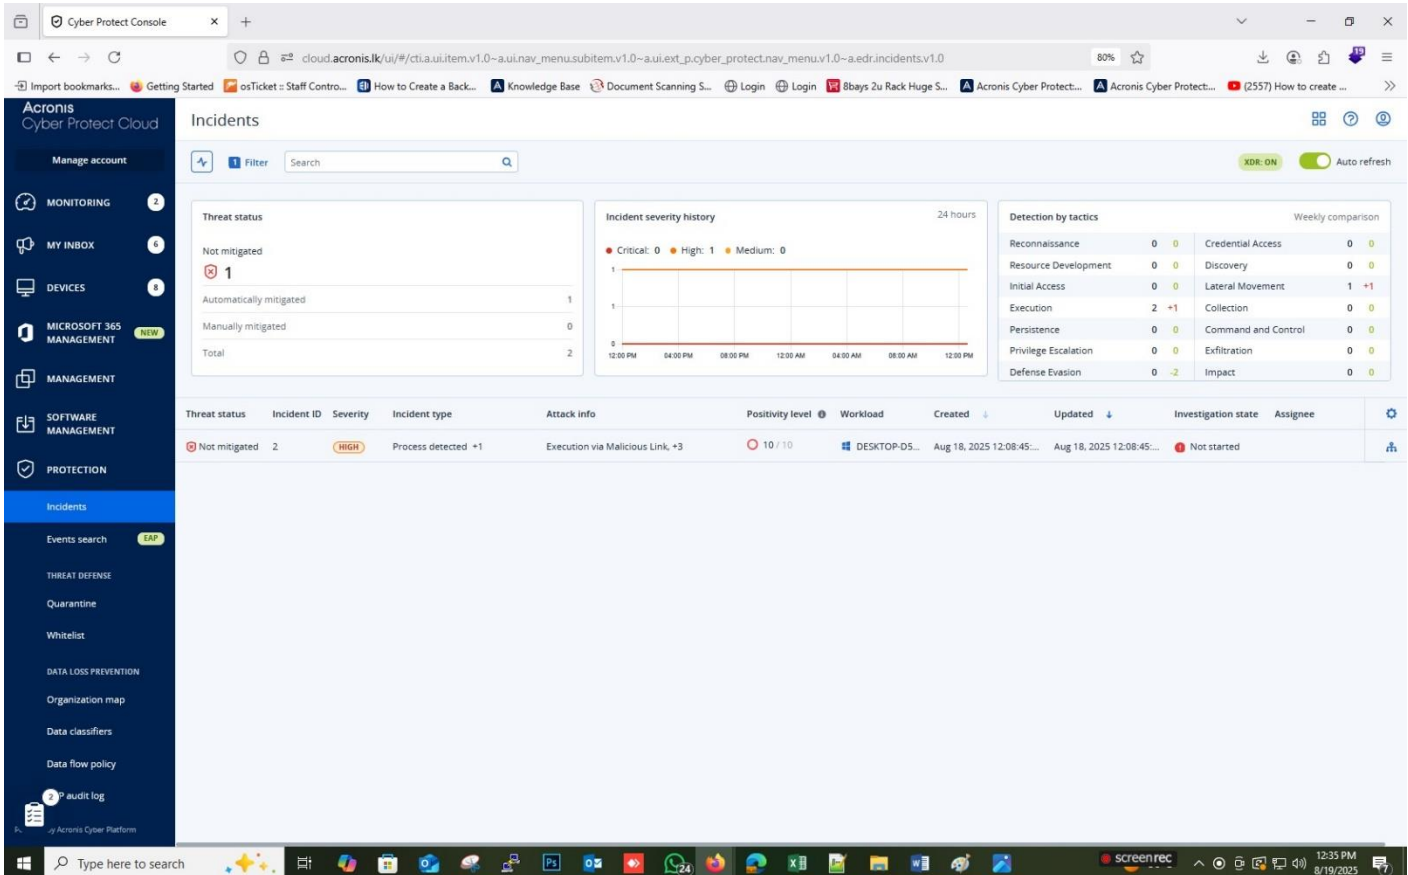 Cyber Protect Console
cloud.acronis.lk/ui/#/cti.a.ui.item.v1.0~a.ui.nav_menu.subitem.v1.0~a.ui.ext_p.cyber_protect.nav_menu.v1.0~a.edr.incidents.v1.0
80%
19
Import bookmarks...
Getting Started
osTicket :: Staff Contro...
How to Create a Back...
Knowledge Base
Document Scanning S...
Login
Login
8bays 2u Rack Huge S...
Acronis Cyber Protect:...
Acronis Cyber Protect:...
(2557) How to create ...
Acronis
Cyber Protect Cloud
Manage account
MONITORING 2
MY INBOX 6
DEVICES 8
MICROSOFT 365
MANAGEMENT NEW
MANAGEMENT
SOFTWARE
MANAGEMENT
PROTECTION
Incidents
Events search EAP
THREAT DEFENSE
Quarantine
Whitelist
DATA LOSS PREVENTION
Organization map
Data classifiers
Data flow policy
2
P audit log
Acronis Cyber Platform
Incidents
1 Filter
Search
XDR: ON
Auto refresh
Threat status
Not mitigated
1
Automatically mitigated 1
Manually mitigated 0
Total 2
Incident severity history 24 hours
Critical: 0 High: 1 Medium: 0
1
1
0
12:00 PM 04:00 PM 08:00 PM 12:00 AM 04:00 AM 08:00 AM 12:00 PM
Detection by tactics Weekly comparison
Reconnaissance 0 0 Credential Access 0 0
Resource Development 0 0 Discovery 0 0
Initial Access 0 0 Lateral Movement 1 +1
Execution 2 +1 Collection 0 0
Persistence 0 0 Command and Control 0 0
Privilege Escalation 0 0 Exfiltration 0 0
Defense Evasion 0 -2 Impact 0 0
Threat status Incident ID Severity Incident type Attack info Positivity level Workload Created Updated Investigation state Assignee
Not mitigated 2 HIGH Process detected +1 Execution via Malicious Link, +3 10 / 10 DESKTOP-D5... Aug 18, 2025 12:08:45:... Aug 18, 2025 12:08:45:... Not started
Type here to search
Ps
24
screenrec
12:35 PM
8/19/2025
7